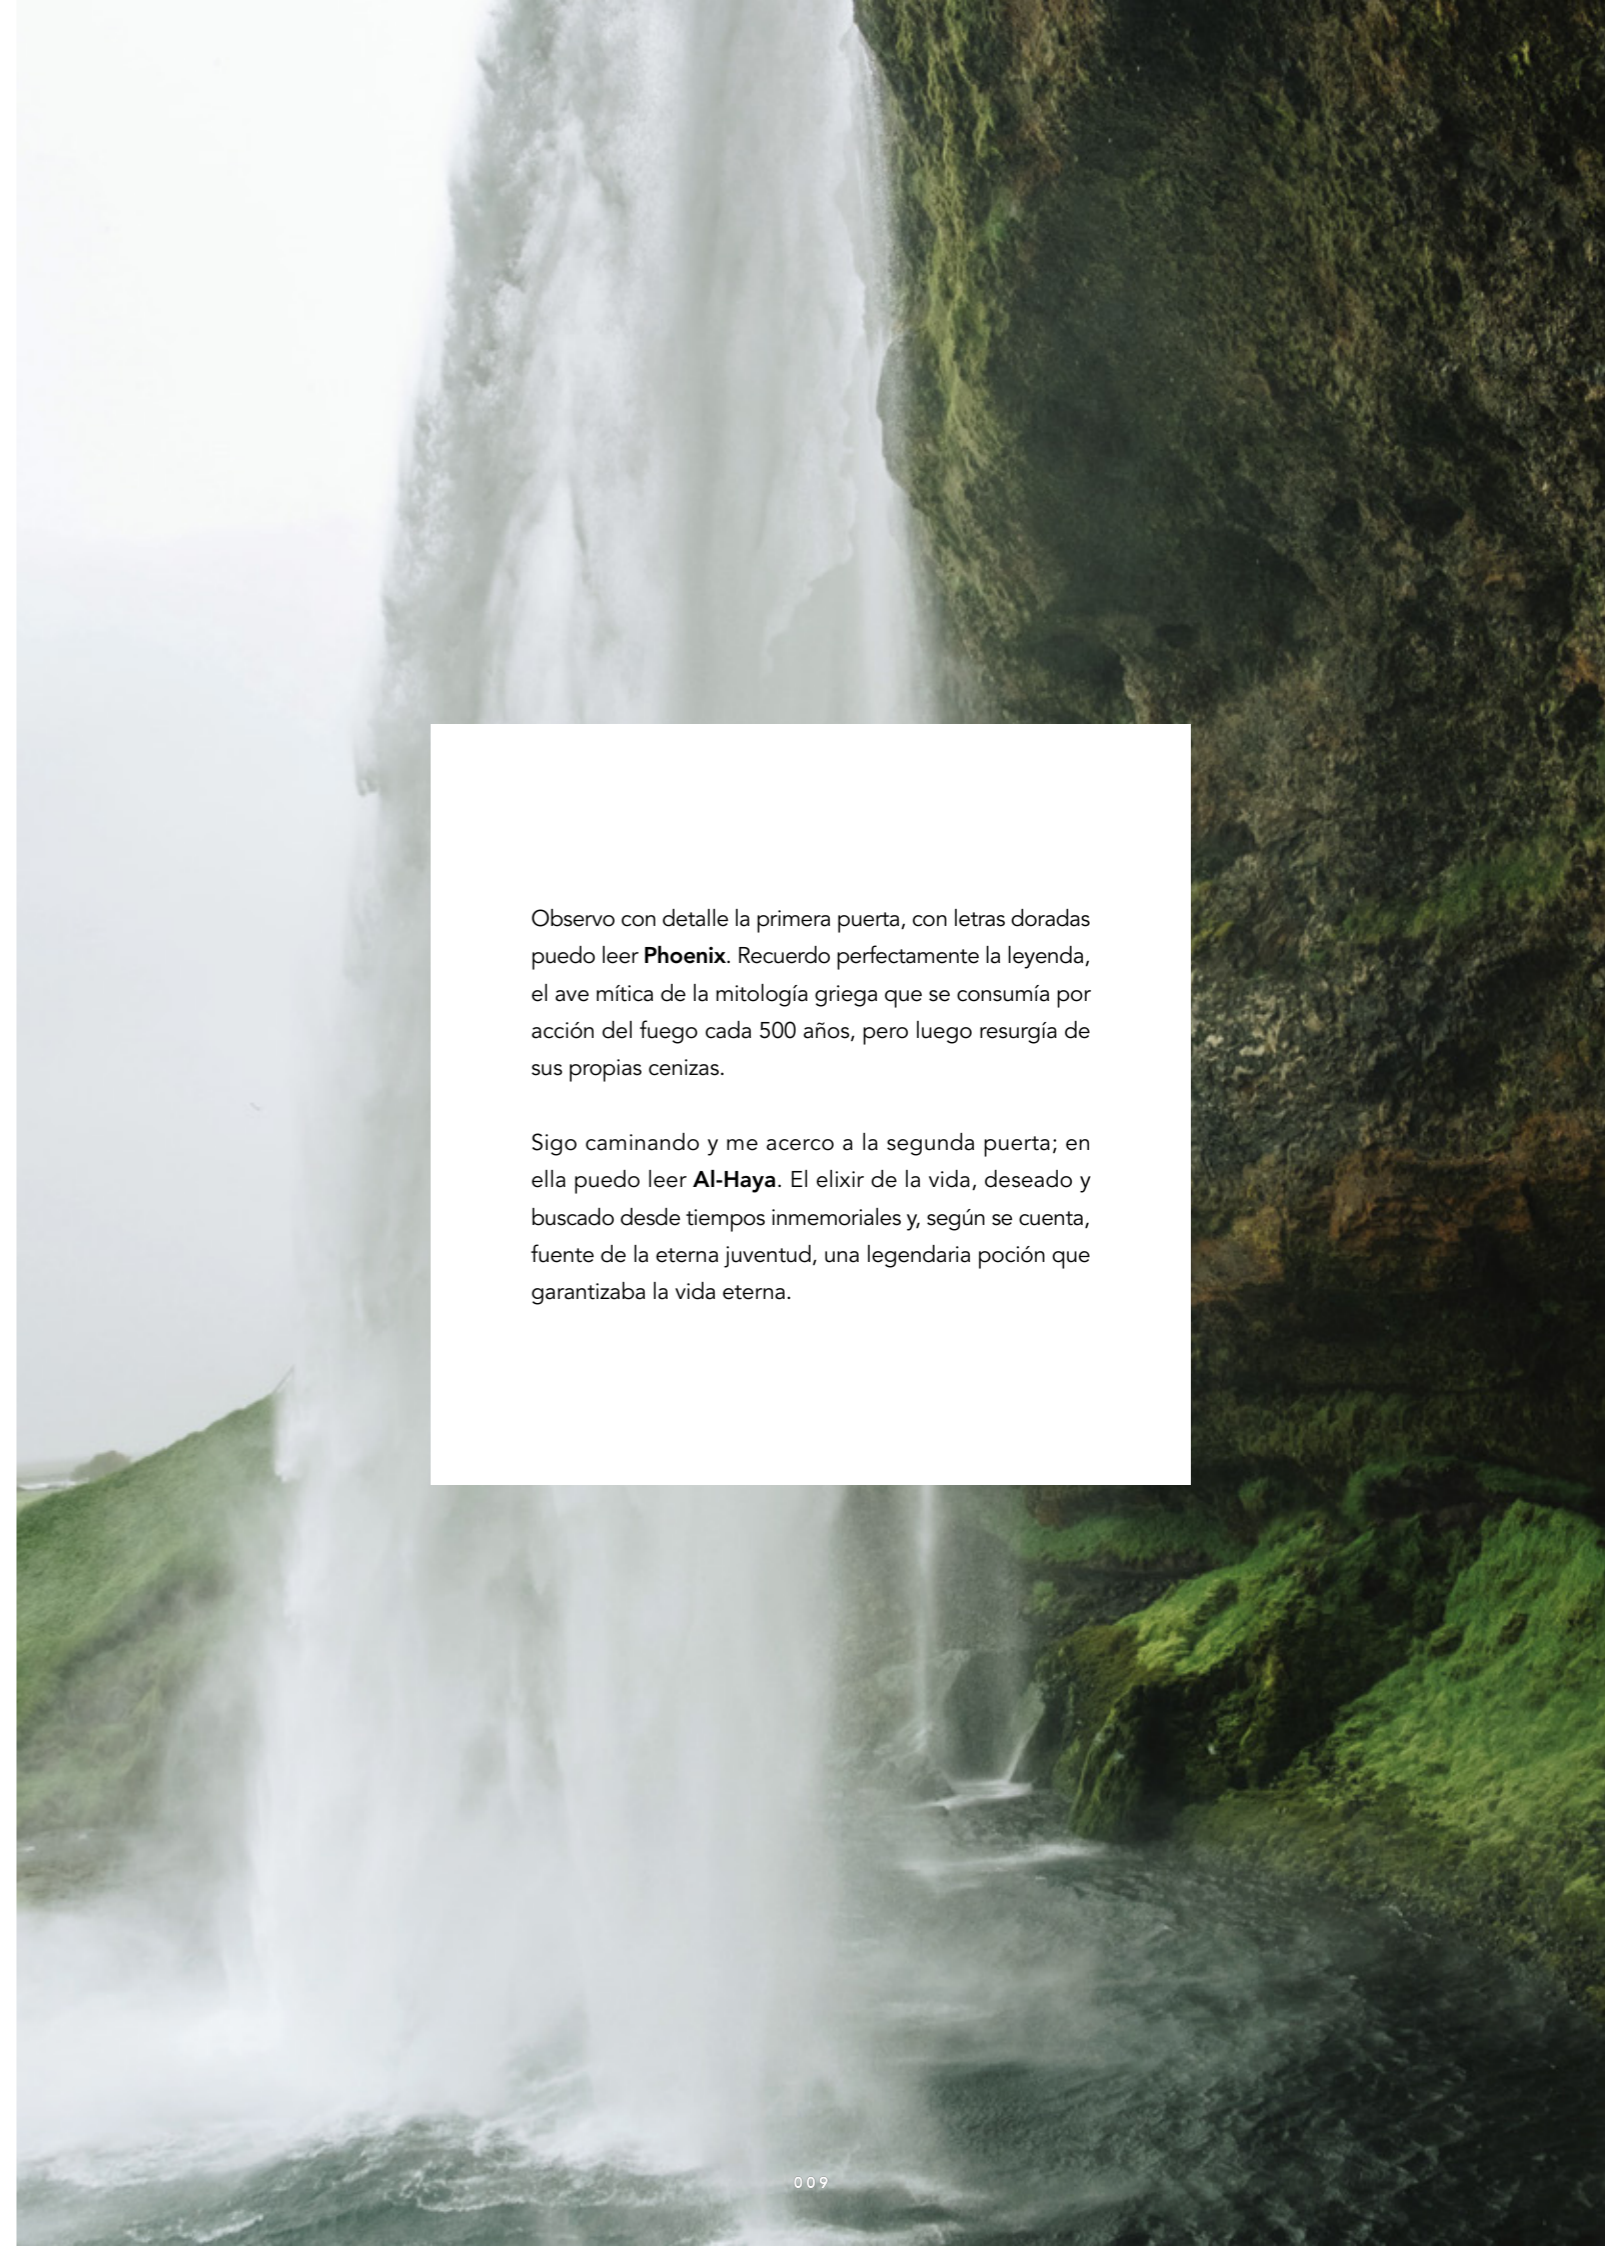 Observo con detalle la primera puerta, con letras doradas
puedo leer Phoenix. Recuerdo perfectamente la leyenda,
el ave mítica de la mitología griega que se consumía por
acción del fuego cada 500 años, pero luego resurgía de
sus propias cenizas.
Sigo caminando y me acerco a la segunda puerta; en
ella puedo leer Al-Haya. El elixir de la vida, deseado y
buscado desde tiempos inmemoriales y, según se cuenta,
fuente de la eterna juventud, una legendaria poción que
garantizaba la vida eterna.
009